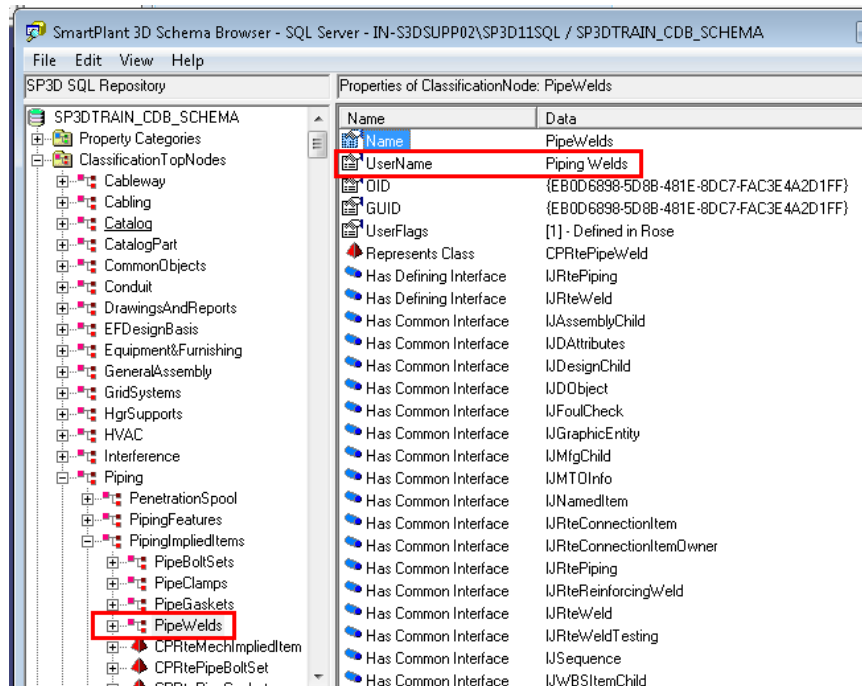 SmartPlant 3D Schema Browser - SQL Server - IN-S3DSUPP02\SP3D11SQL / SP3DTRAIN_CDB_SCHEMA
File Edit View Help
SP3D SQL Repository
SP3DTRAIN_CDB_SCHEMA
Property Categories
ClassificationTopNodes
Cableway
Cabling
Catalog
CatalogPart
CommonObjects
Conduit
DrawingsAndReports
EFDesignBasis
Equipment&Furnishing
GeneralAssembly
GridSystems
HgrSupports
HVAC
Interference
Piping
PenetrationSpool
PipingFeatures
PipingImpliedItems
PipeBoltSets
PipeClamps
PipeGaskets
PipeWelds
CPRteMechImpliedItem
CPRtePipeBoltSet
Properties of ClassificationNode: PipeWelds
Name Data
Name PipeWelds
UserName Piping Welds
OID {EB0D6898-5D8B-481E-8DC7-FAC3E4A2D1FF}
GUID {EB0D6898-5D8B-481E-8DC7-FAC3E4A2D1FF}
UserFlags [1] - Defined in Rose
Represents Class CPRtePipeWeld
Has Defining Interface IJRtePiping
Has Defining Interface IJRteWeld
Has Common Interface IJAssemblyChild
Has Common Interface IJDAttributes
Has Common Interface IJDesignChild
Has Common Interface IJDObject
Has Common Interface IJFoulCheck
Has Common Interface IJGraphicEntity
Has Common Interface IJMfgChild
Has Common Interface IJMTOInfo
Has Common Interface IJNamedItem
Has Common Interface IJRteConnectionItem
Has Common Interface IJRteConnectionItemOwner
Has Common Interface IJRtePiping
Has Common Interface IJRteReinforcingWeld
Has Common Interface IJRteWeld
Has Common Interface IJRteWeldTesting
Has Common Interface IJSequence
Has Common Interface IJWBSItemChild